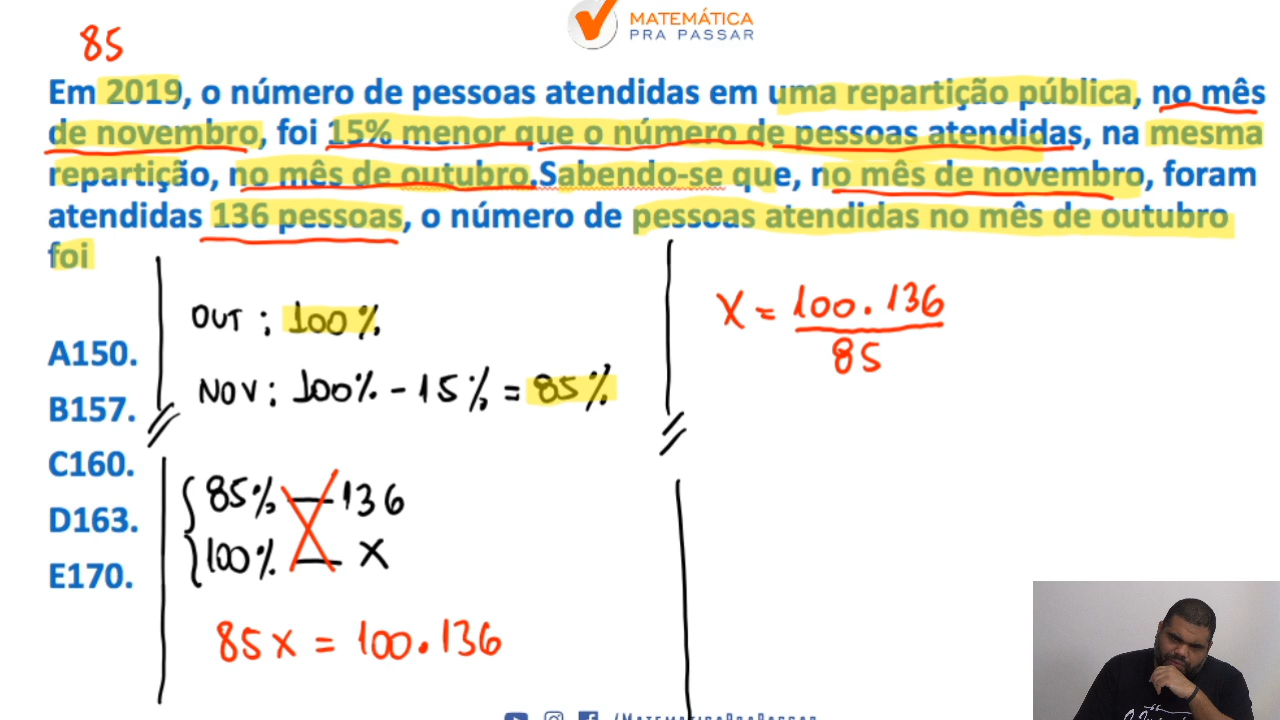 MATEMÁTICA
PRA PASSAR
85
Em 2019, o número de pessoas atendidas em uma repartição pública, no mês
de novembro, foi 15% menor que o número de pessoas atendidas, na mesma
repartição, no mês de outubro.Sabendo-se que, no mês de novembro, foram
atendidas 136 pessoas, o número de pessoas atendidas no mês de outubro
foi
A150.
B157.
C160.
D163.
E170.
OUT : 100%
NOV : 100% - 15% = 85%
85% — 136
100% — X
85X = 100.136
X = 100.136
85
/MATEMATICAPRAPASSAR